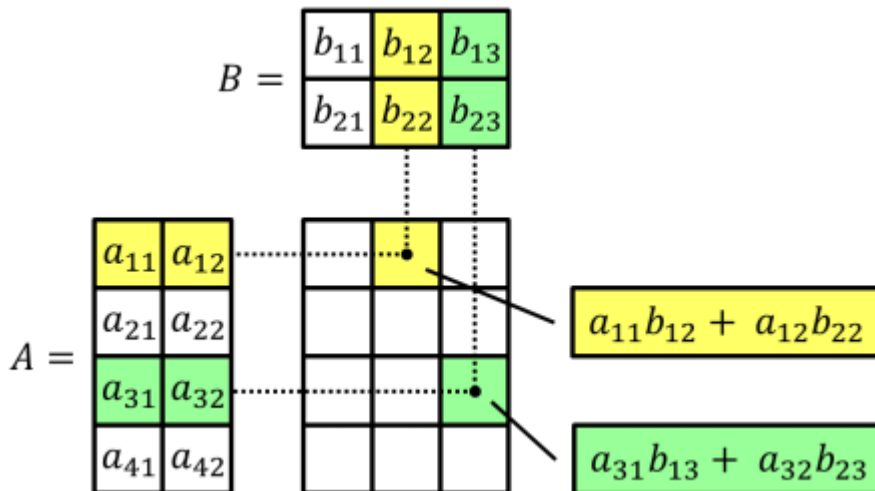 B =
b₁₁ b₁₂ b₁₃
b₂₁ b₂₂ b₂₃
A =
a₁₁ a₁₂
a₂₁ a₂₂
a₃₁ a₃₂
a₄₁ a₄₂
a₁₁b₁₂ + a₁₂b₂₂
a₃₁b₁₃ + a₃₂b₂₃